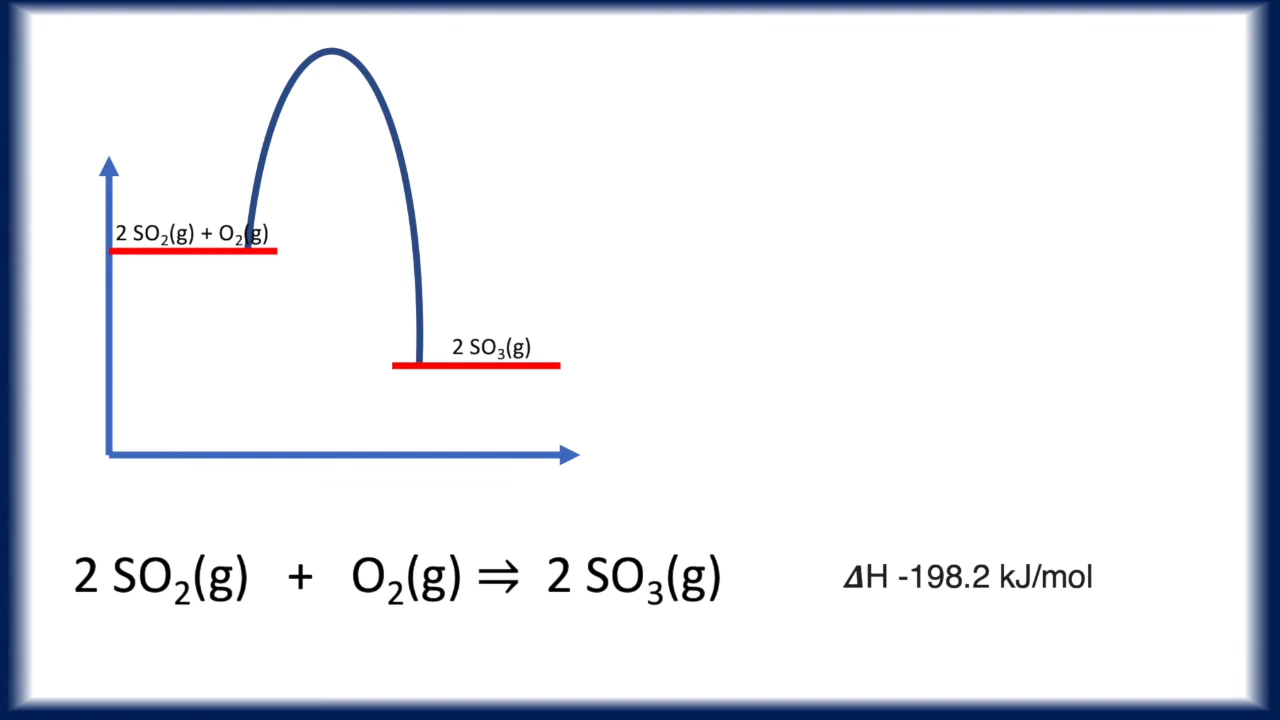 2 SO₂(g) + O₂(g)
2 SO₃(g)
2 SO₂(g) + O₂(g) ⇉ 2 SO₃(g) ΔH -198.2 kJ/mol